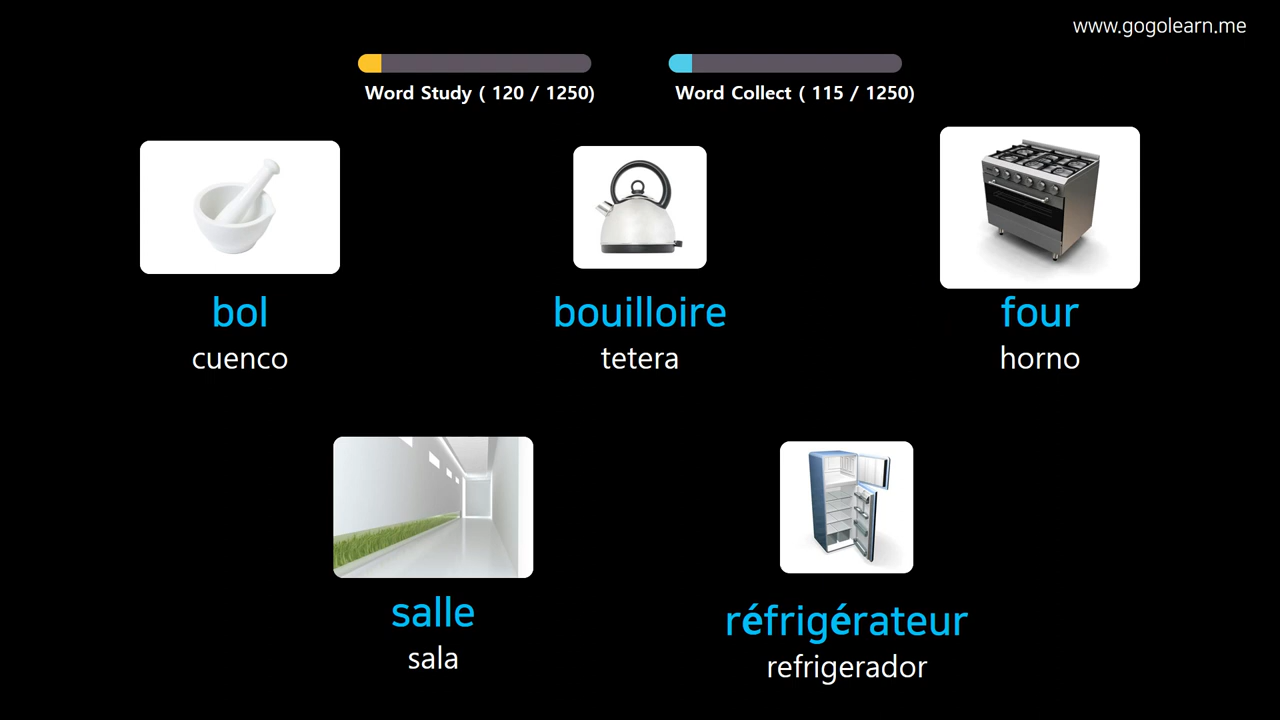 www.gogolearn.me
Word Study ( 120 / 1250)
Word Collect ( 115 / 1250)
bol
cuenco
bouilloire
tetera
four
horno
salle
sala
réfrigérateur
refrigerador